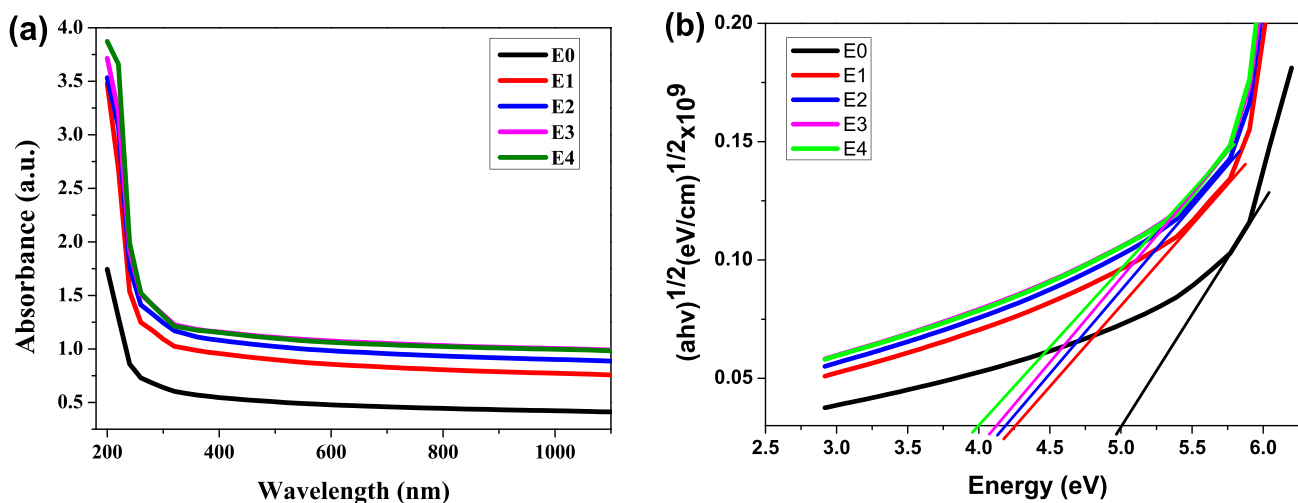 (a)
Absorbance (a.u.)
4.0
3.5
3.0
2.5
2.0
1.5
1.0
0.5
E0
E1
E2
E3
E4
200 400 600 800 1000
Wavelength (nm)
(b)
(ahv)^1/2(eV/cm)^1/2x10^9
0.20
0.15
0.10
0.05
E0
E1
E2
E3
E4
2.5 3.0 3.5 4.0 4.5 5.0 5.5 6.0
Energy (eV)